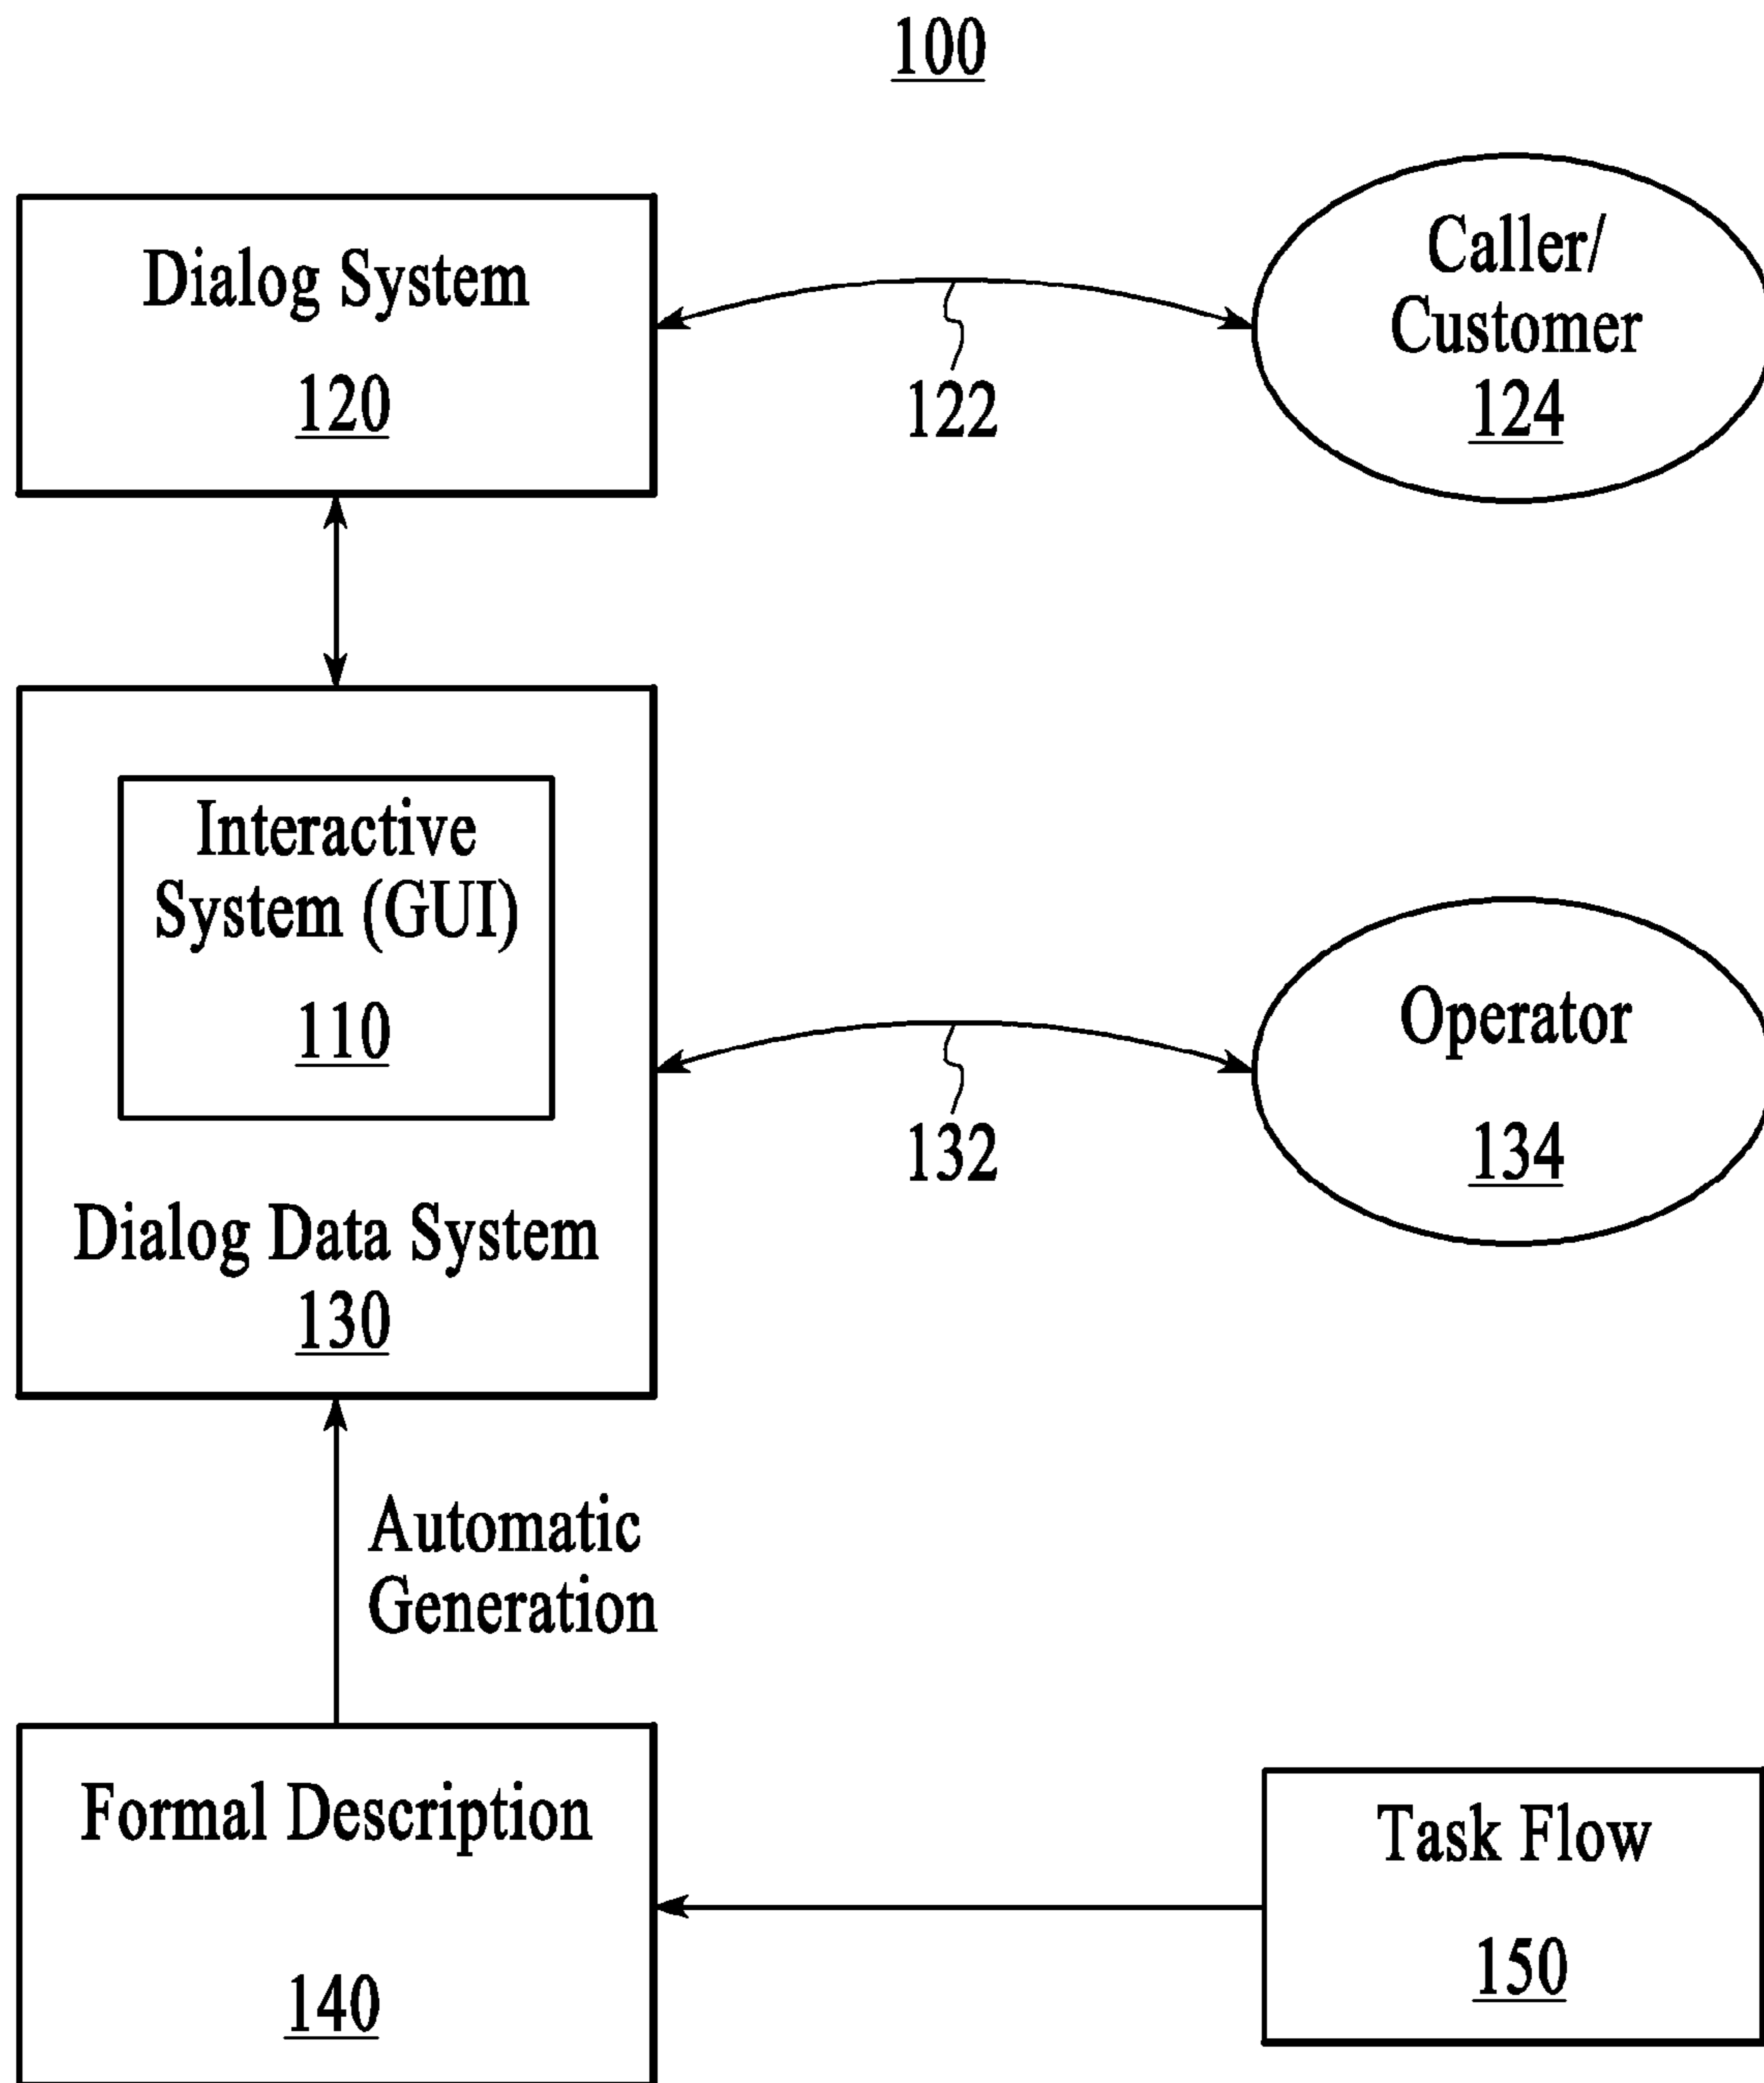 100
Dialog System
120
122
Caller/
Customer
124
Interactive
System (GUI)
110
Dialog Data System
130
132
Operator
134
Automatic
Generation
Formal Description
140
Task Flow
150